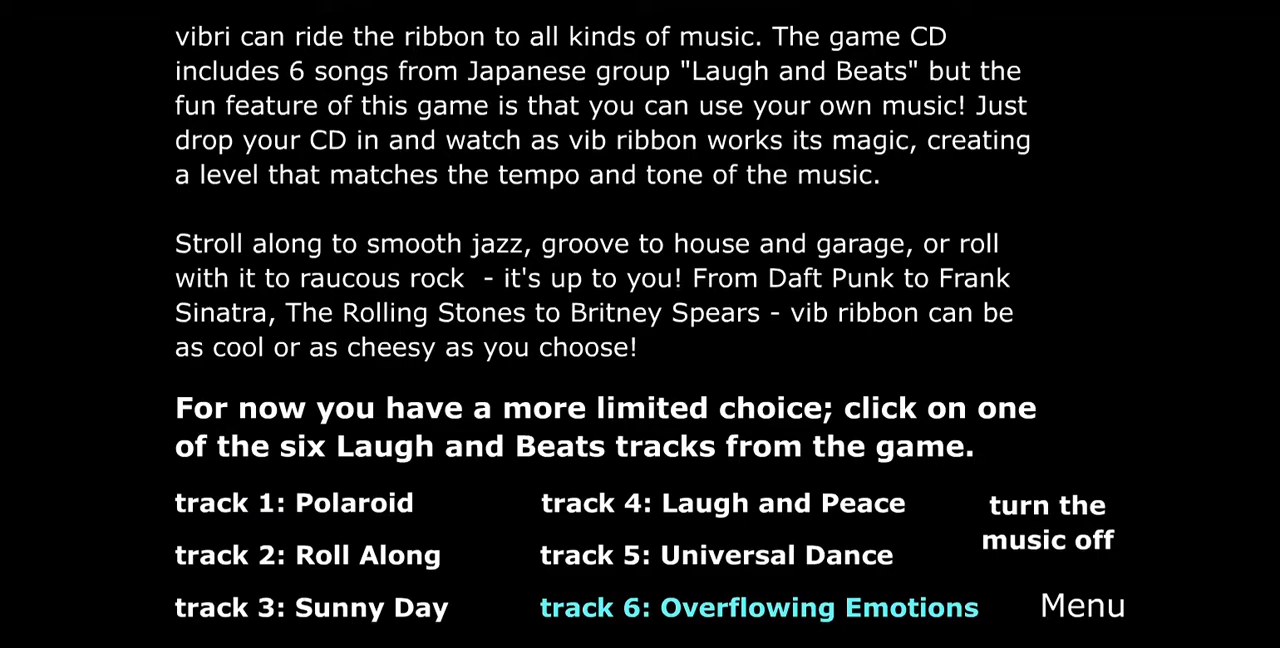 vibri can ride the ribbon to all kinds of music. The game CD
includes 6 songs from Japanese group "Laugh and Beats" but the
fun feature of this game is that you can use your own music! Just
drop your CD in and watch as vib ribbon works its magic, creating
a level that matches the tempo and tone of the music.
Stroll along to smooth jazz, groove to house and garage, or roll
with it to raucous rock  - it's up to you! From Daft Punk to Frank
Sinatra, The Rolling Stones to Britney Spears - vib ribbon can be
as cool or as cheesy as you choose!
For now you have a more limited choice; click on one
of the six Laugh and Beats tracks from the game.
track 1: Polaroid
track 2: Roll Along
track 3: Sunny Day
track 4: Laugh and Peace
track 5: Universal Dance
track 6: Overflowing Emotions
turn the
music off
Menu